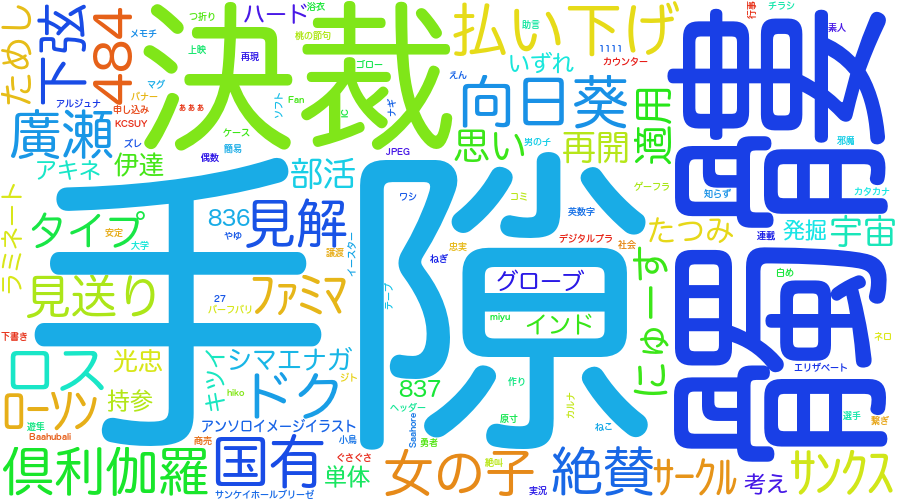 ためし
下弦
484
メモチ
つ折り
浴衣
ハード
上映
桃の節句
再現
ゴロー
マグ
バナー
アルジュナ
申し込み
KCSUY
ズレ
ぁぁぁ
ソフト
Fan
IC
ナギ
決裁
払い下げ
助言
いずれ
1111
カウンター
行事
チラシ
素人
向日葵
適用
廣瀬
アキネ
伊達
ケース
簡易
偶数
JPEG
思い
再開
男の子
邪魔
部活
ワシ
コミ
英数字
ゲーフラ
知らず
カタカナ
ラミネート
タイプ
安定
大学
836
やゆ
見解
譲渡
イースター
手隙
ねぎ
忠実
デジタルプラ
社会
たつみ
連載
発掘
宇宙
見送り
27
パーフパリ
ファミマ
テープ
グローブ
miyu
インド
にゅーす
白め
下書き
ロス
光忠
シマエナガ
ネロ
エリザベート
キツイ
hiko
ドク
ジト
837
ヘッダー
作り
カルナ
ローソン
持参
遊年
Baahubali
アンソロイメージイラスト
商売
小鳥
Saahore
勇者
原寸
ねこ
選手
繋ぎ
倶利伽羅
国有
ぐさぐさ
単体
サンケイホールブリーゼ
女の子
絶叫
実況
絶賛
サークル
考え
サンクス